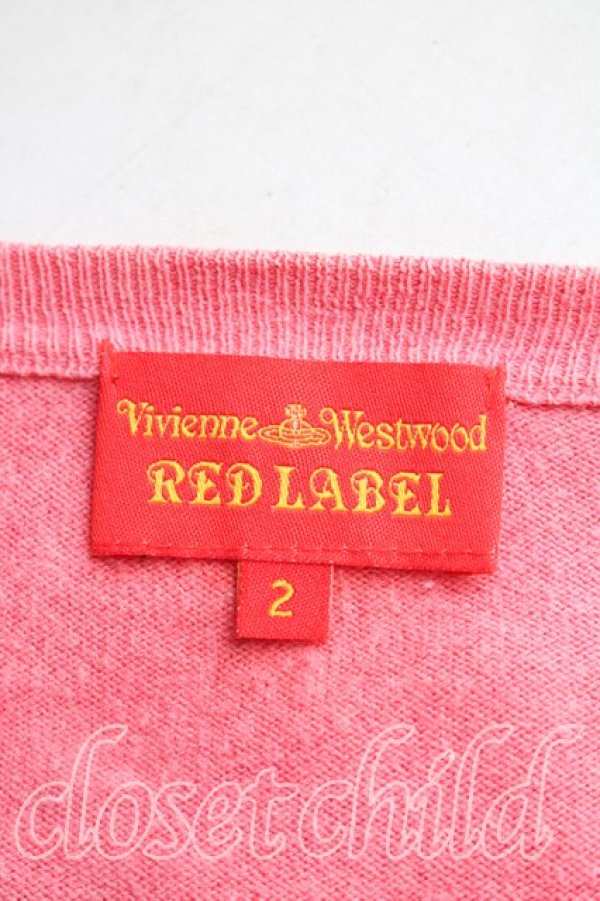 Vivienne Westwood
RED LABEL
2
closetchild